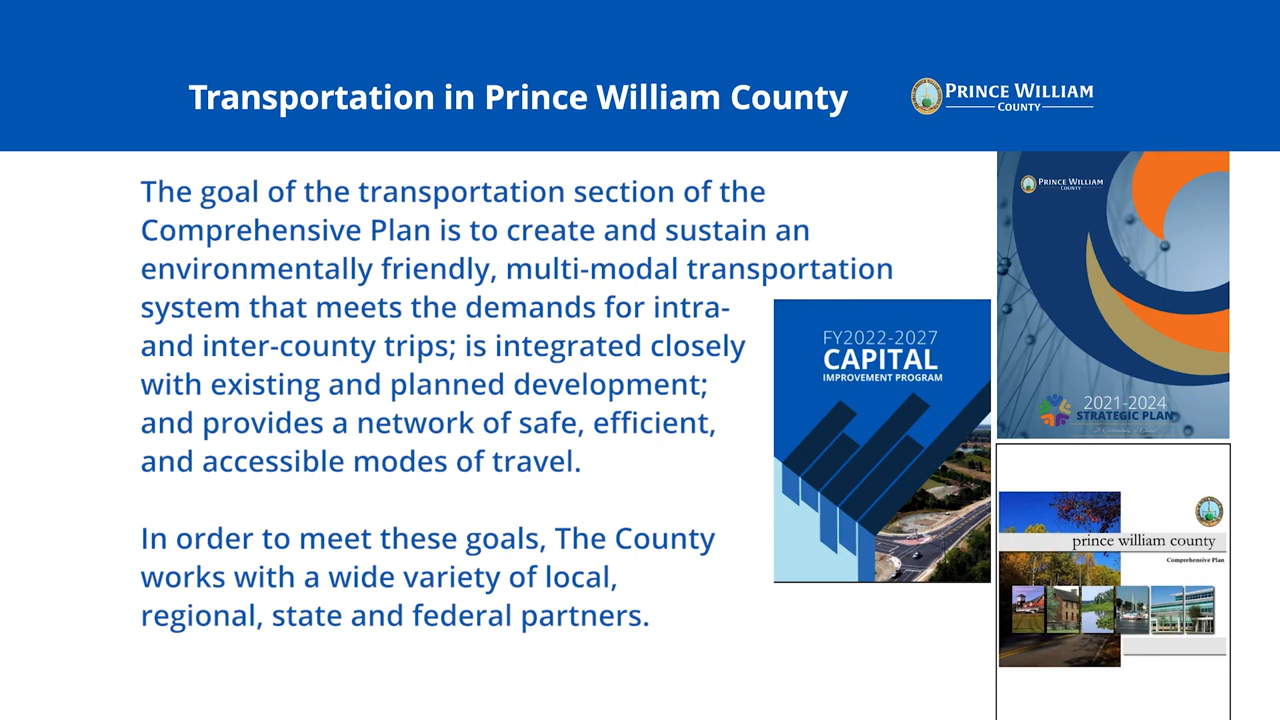 Transportation in Prince William County
PRINCE WILLIAM
COUNTY
The goal of the transportation section of the
Comprehensive Plan is to create and sustain an
environmentally friendly, multi-modal transportation
system that meets the demands for intra-
and inter-county trips; is integrated closely
with existing and planned development;
and provides a network of safe, efficient,
and accessible modes of travel.
In order to meet these goals, The County
works with a wide variety of local,
regional, state and federal partners.
FY2022-2027
CAPITAL
IMPROVEMENT PROGRAM
PRINCE WILLIAM
COUNTY
2021-2024
STRATEGIC PLAN
prince william county
Comprehensive Plan